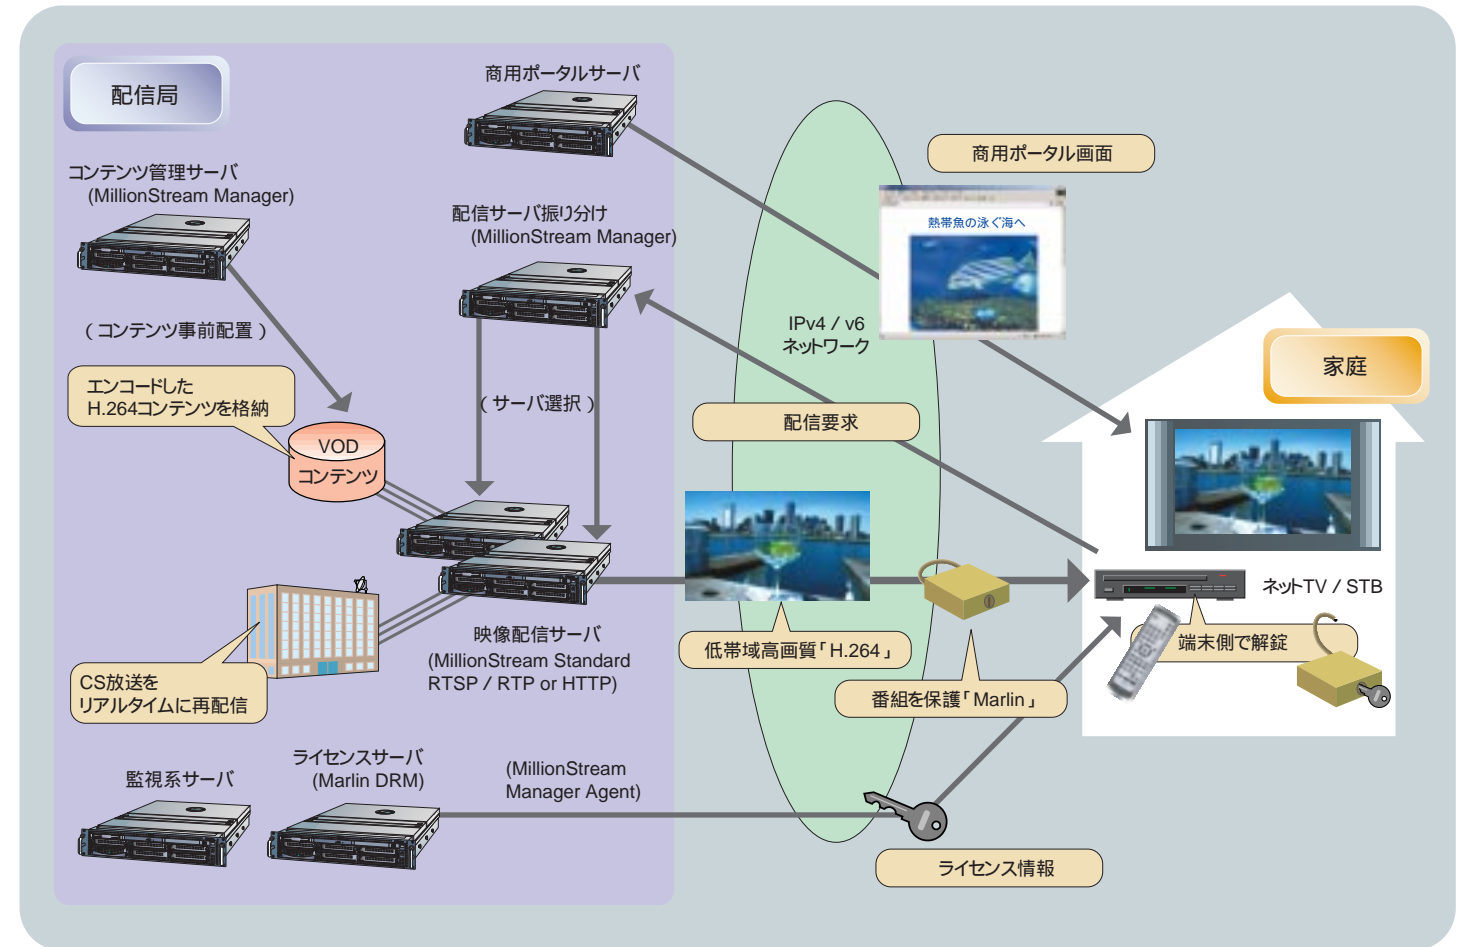 配信局
商用ポータルサーバ
コンテンツ管理サーバ
(MillionStream Manager)
配信サーバ振り分け
(MillionStream Manager)
商用ポータル画面
熱帯魚の泳ぐ海へ
IPv4 / v6
ネットワーク
(コンテンツ事前配置)
家庭
エンコードした
H.264コンテンツを格納
(サーバ選択)
配信要求
VOD
コンテンツ
ネットTV / STB
映像配信サーバ
(MillionStream Standard
RTSP / RTP or HTTP)
低帯域高画質「H.264」
端末側で解錠
CS放送を
リアルタイムに再配信
番組を保護「Marlin」
監視系サーバ
ライセンスサーバ
(Marlin DRM)
(MillionStream
Manager Agent)
ライセンス情報